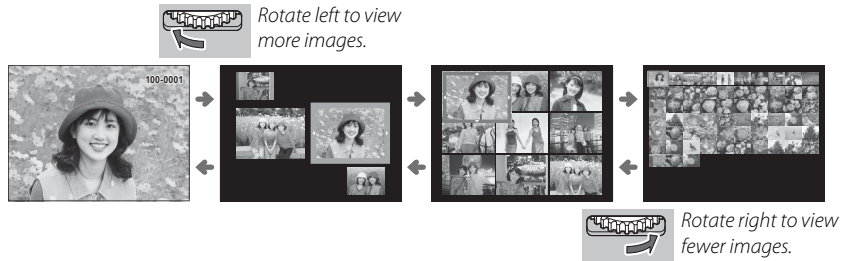 Rotate left to view
more images.
100-0001
Rotate right to view
fewer images.